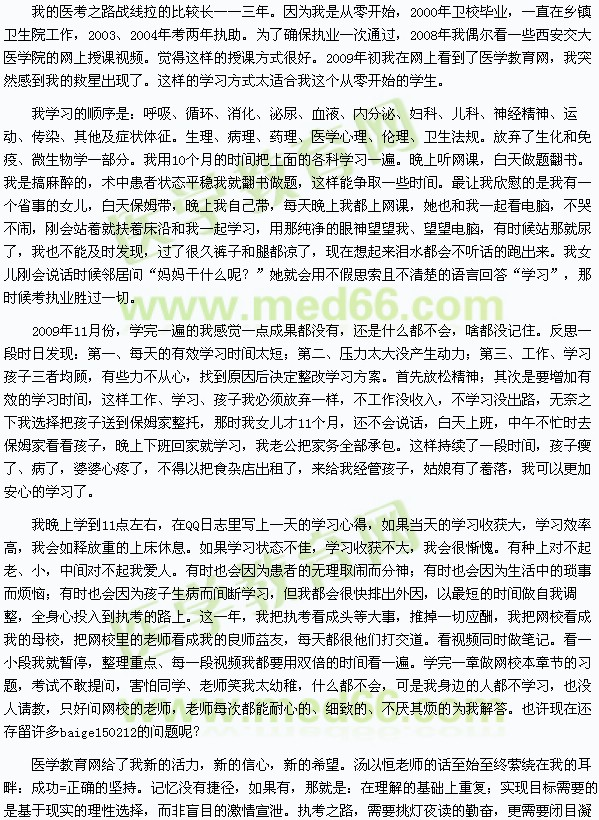 我的医考之路战线拉的比较长一一三年。因为我是从零开始，2000年卫校毕业，一直在乡镇
卫生院工作，2003、2004年考两年执助。为了确保执业一次通过，2008年我偶尔看一些西安交大
医学院的网上授课视频。觉得这样的授课方式很好。2009年初我在网上看到了医学教育网，我突
然感到我的救星出现了。这样的学习方式太适合我这个从零开始的学生。
我学习的顺序是：呼吸、循环、消化、泌尿、血液、内分泌、妇科、儿科、神经精神、运
动、传染、其他及症状体征。生理、病理、药理、医学心理、伦理、卫生法规。放弃了生化和免
疫、微生物学一部分。我用10个月的时间把上面的各科学习一遍。晚上听网课，白天做题翻书。
我是搞麻醉的，术中患者状态平稳我就翻书做题，这样能争取一些时间。最让我欣慰的是我有一
个省事的女儿，白天保姆带，晚上我自己带，每天晚上我都上网课，她也和我一起看电脑，不哭
不闹，刚会站着就扶着床沿和我一起学习，用那纯净的眼神望望我、望望电脑，有时候站那就尿
了，我也不能及时发现，过了很久裤子和腿都凉了，现在想起来泪水都会不听话的跑出来。我女
儿刚会说话时候邻居问“妈妈干什么呢？”她就会用不假思索且不清楚的语言回答“学习”，那
时候考执业胜过一切。
2009年11月份，学完一遍的我感觉一点成果都没有，还是什么都不会，啥都没记住。反思一
段时日发现：第一、每天的有效学习时间太短；第二、压力太大没产生动力；第三、工作、学习
孩子三者均顾，有些力不从心，找到原因后决定整改学习方案。首先放松精神；其次是要增加有
效的学习时间，这样工作、学习、孩子我必须放弃一样，不工作没收入，不学习没出路，无奈之
下我选择把孩子送到保姆家整托，那时我女儿才11个月，还不会说话，白天上班，中午不忙时去
保姆家看看孩子，晚上下班回家就学习，我老公把家务全部承包。这样持续了一段时间，孩子瘦
了、病了，婆婆心疼了，不得以把食杂店出租了，来给我经管孩子，姑娘有了着落，我可以更加
安心的学习了。
我晚上学到11点左右，在QQ日志里写上一天的学习心得，如果当天的学习收获大，学习效率
高，我会如释放重的上床休息。如果学习状态不佳，学习收获不大，我会很惭愧。有种上对不起
老、小，中间对不起我爱人。有时也会因为患者的无理取闹而分神；有时也会因为生活中的琐事
而烦恼；有时也会因为孩子生病而间断学习，但我都会很快排出外因，以最短的时间做自我调
整，全身心投入到执考的路上。这一年，我把执考看成头等大事，推掉一切应酬，我把网校看成
我的母校，把网校里的老师看成我的良师益友，每天都很他们打交道。看视频同时做笔记。看一
小段我就暂停，整理重点、每一段视频我都要用双倍的时间看一遍。学完一章做网校本章节的习
题，考试不敢提问，害怕同学、老师笑我太幼稚，什么都不会，可是我身边的人都不学习，也没
人请教，只好问网校的老师，老师每次都能耐心的、细致的、不厌其烦的为我解答。也许现在还
存留许多baige150212的问题呢？
医学教育网给了我新的活力，新的信心，新的希望。汤以恒老师的话至始至终萦绕在我的耳
畔：成功=正确的坚持。记忆没有捷径，如果有，那就是：在理解的基础上重复；实现目标需要的
是基于现实的理性选择，而非盲目的激情宣泄。执考之路，需要挑灯夜读的勤奋，更需要闭目凝
医学教育网
www.med66.com
医学教育网
www.med66.com